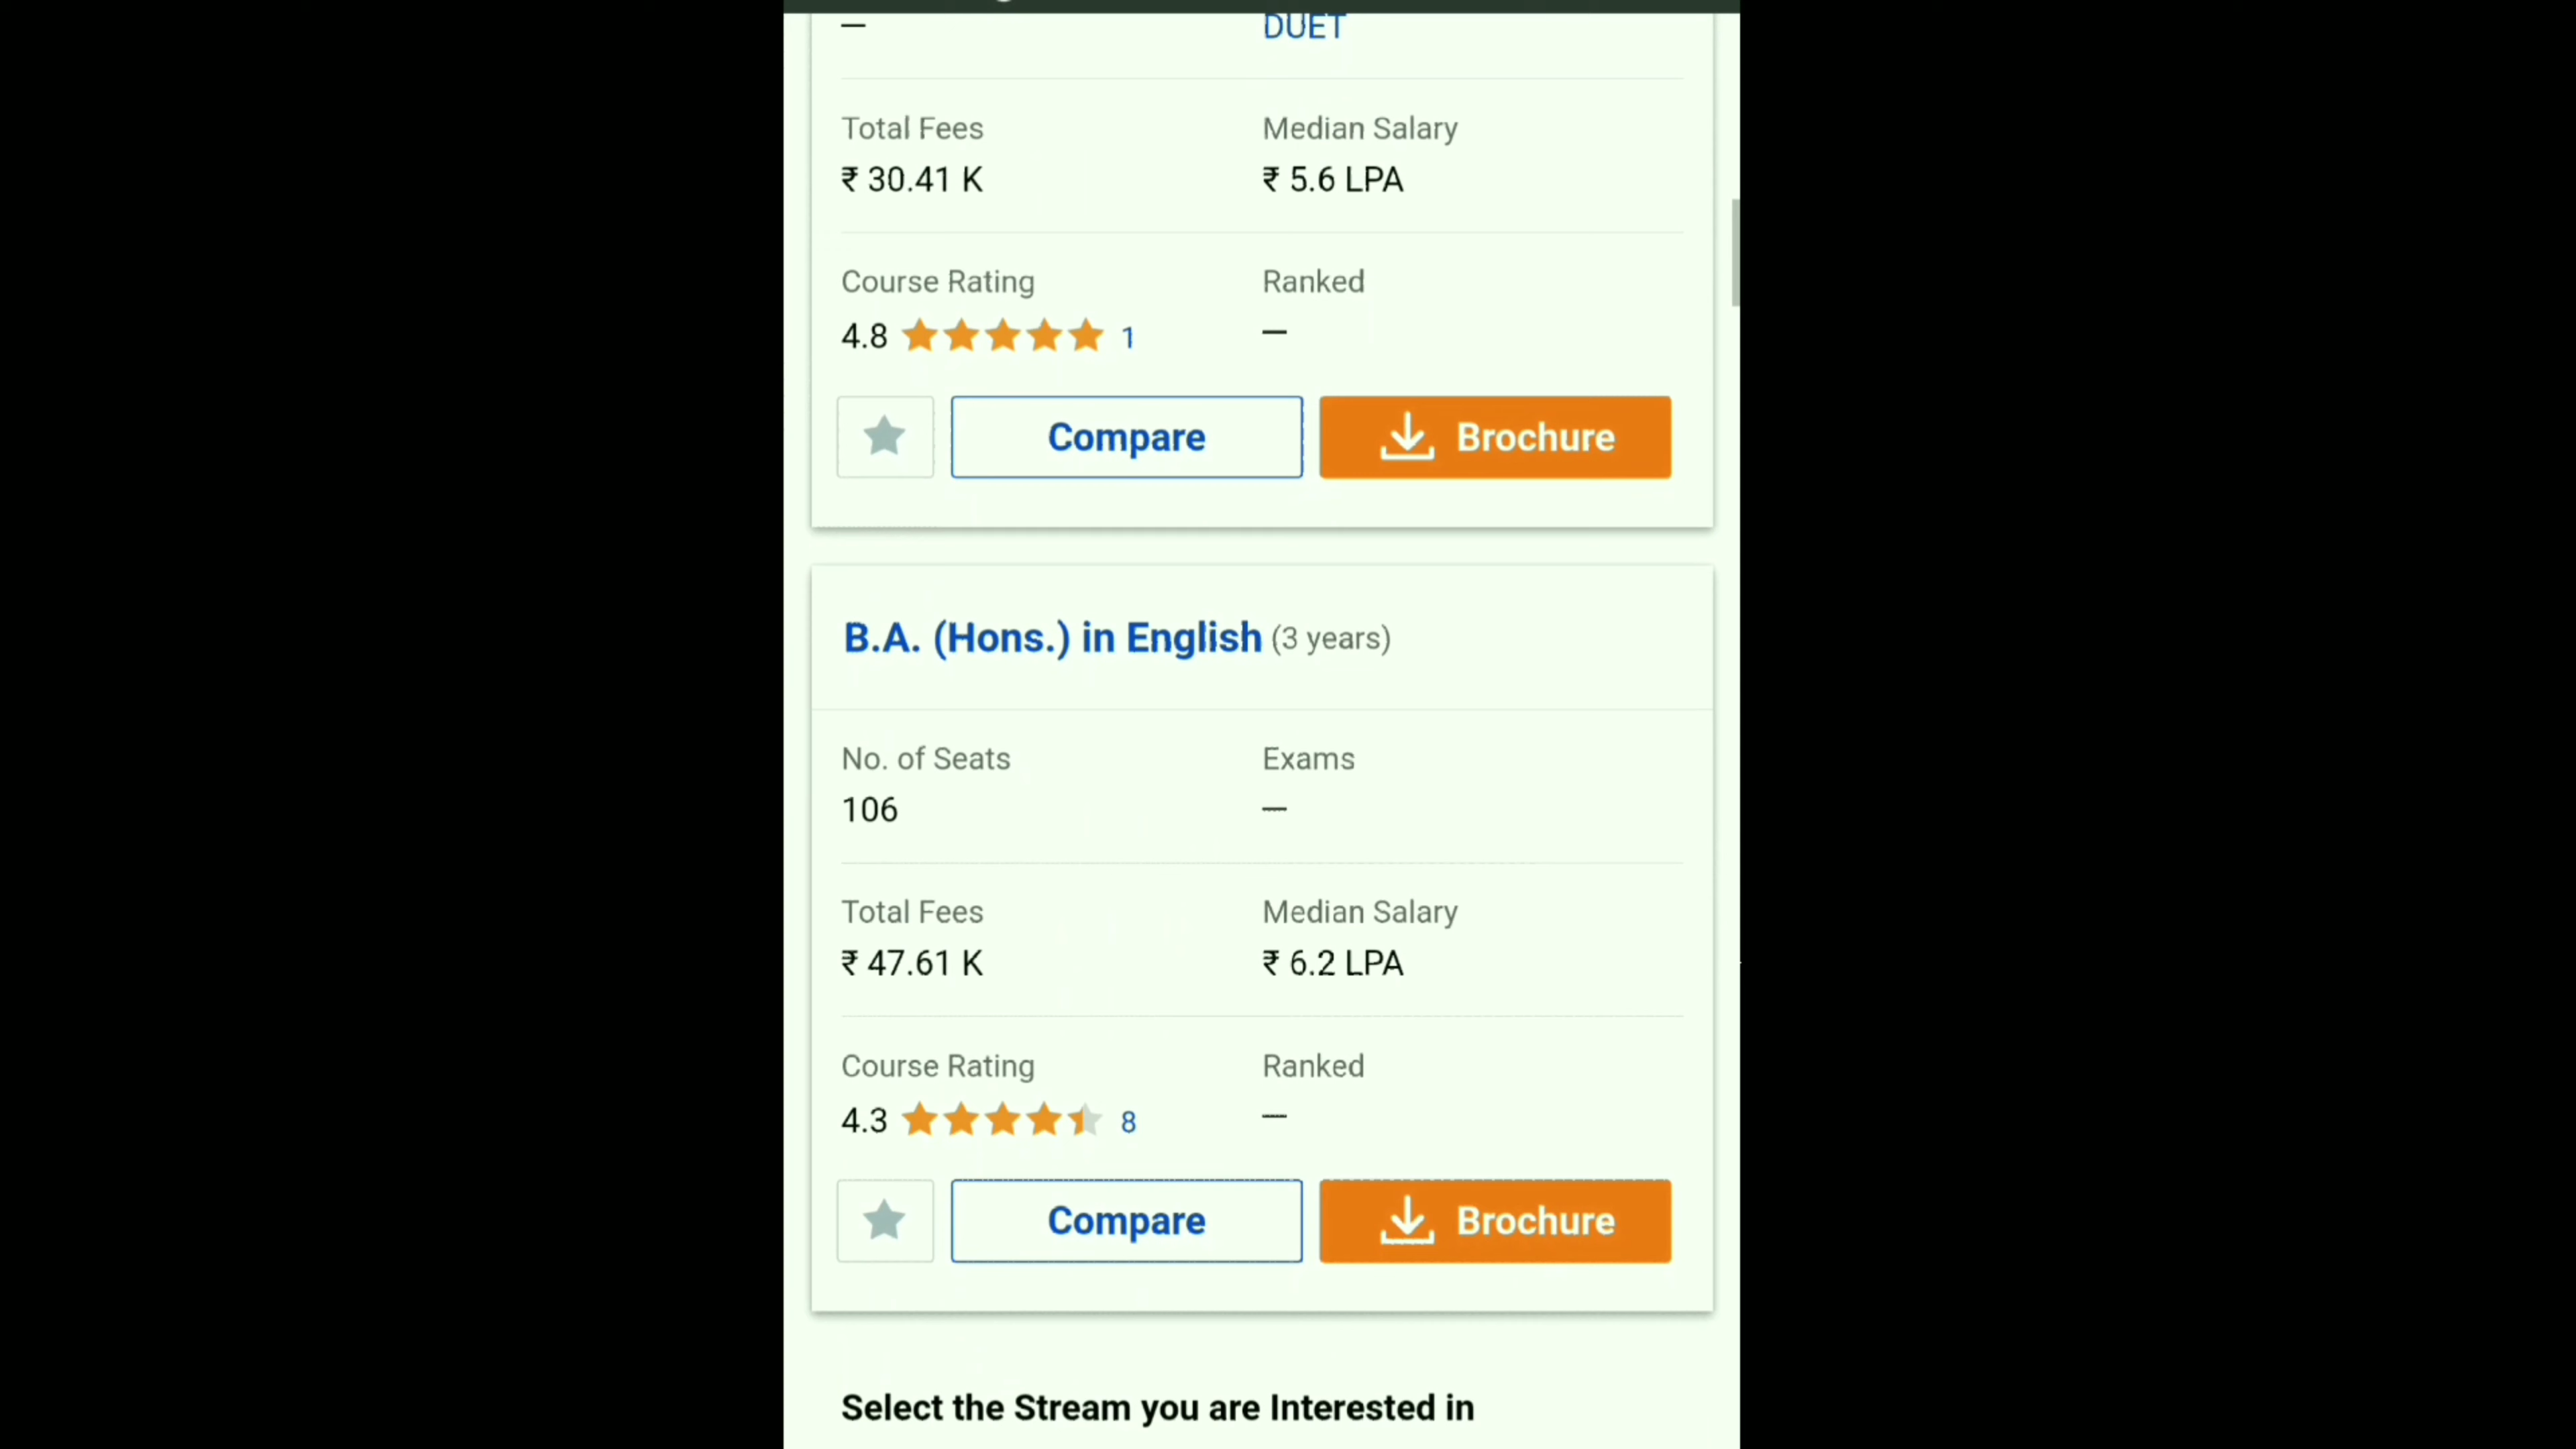 — DUET
Total Fees Median Salary
₹ 30.41 K ₹ 5.6 LPA
Course Rating Ranked
4.8 1 —
Compare Brochure
B.A. (Hons.) in English (3 years)
No. of Seats Exams
106 —
Total Fees Median Salary
₹ 47.61 K ₹ 6.2 LPA
Course Rating Ranked
4.3 8 —
Compare Brochure
Select the Stream you are Interested in